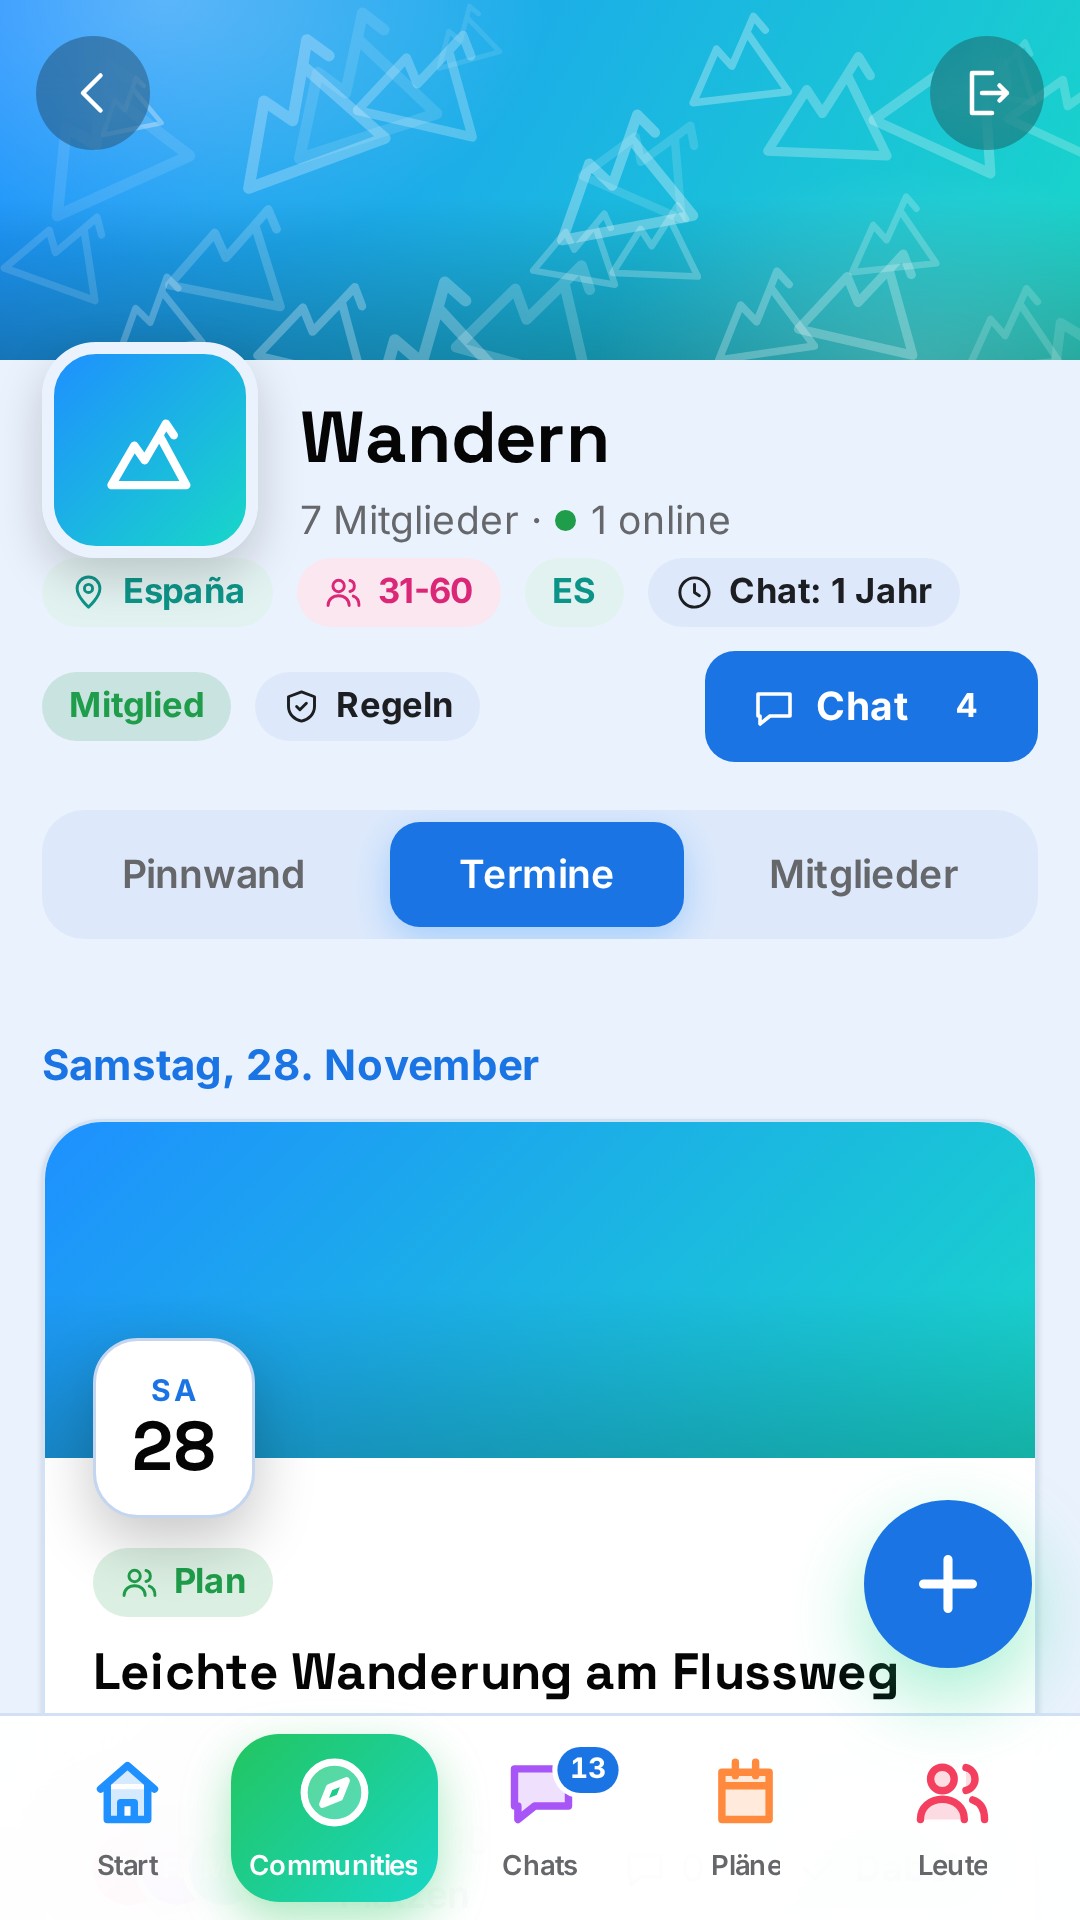 Wandern
7 Mitglieder · 1 online
España
31-60
ES
Chat: 1 Jahr
Mitglied
Regeln
Chat 4
Pinnwand
Termine
Mitglieder
Samstag, 28. November
SA
28
Plan
Leichte Wanderung am Flussweg
13
Start
Communities
Chats
Pläne
Leute